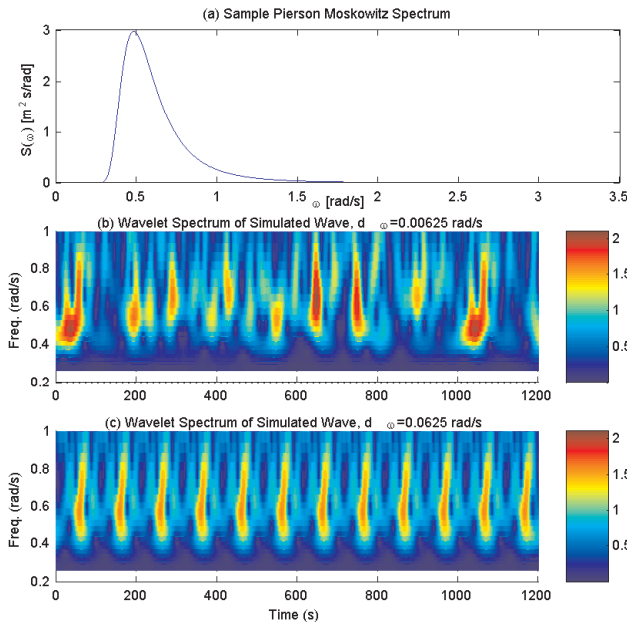 (a) Sample Pierson Moskowitz Spectrum
3
2
1
0
S(ω) [m² s/rad]
0 0.5 1 1.5 2 2.5 3 3.5
ω [rad/s]
(b) Wavelet Spectrum of Simulated Wave, d ω=0.00625 rad/s
1
0.8
0.6
0.4
0.2
Freq. (rad/s)
0 200 400 600 800 1000 1200
2
1.5
1
0.5
(c) Wavelet Spectrum of Simulated Wave, d ω=0.0625 rad/s
1
0.8
0.6
0.4
0.2
Freq. (rad/s)
0 200 400 600 800 1000 1200
Time (s)
2
1.5
1
0.5